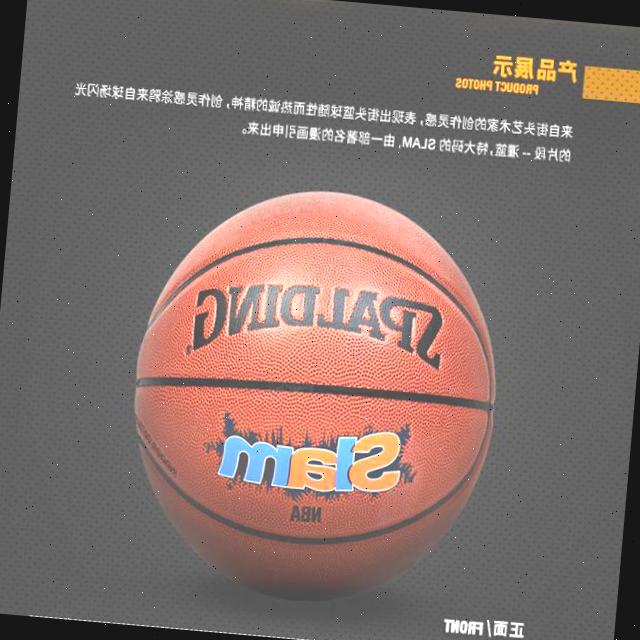 产品展示
PRODUCT PHOTOS
来自街头艺术家的创作灵感，表现出街头篮球随性而热诚的精神，创作灵感涂鸦来自球场闪光
的片段 -- 灌篮，特大码的 SLAM, 由一部著名的漫画引申出来。
SPALDING
Slam
NBA
正面/FRONT